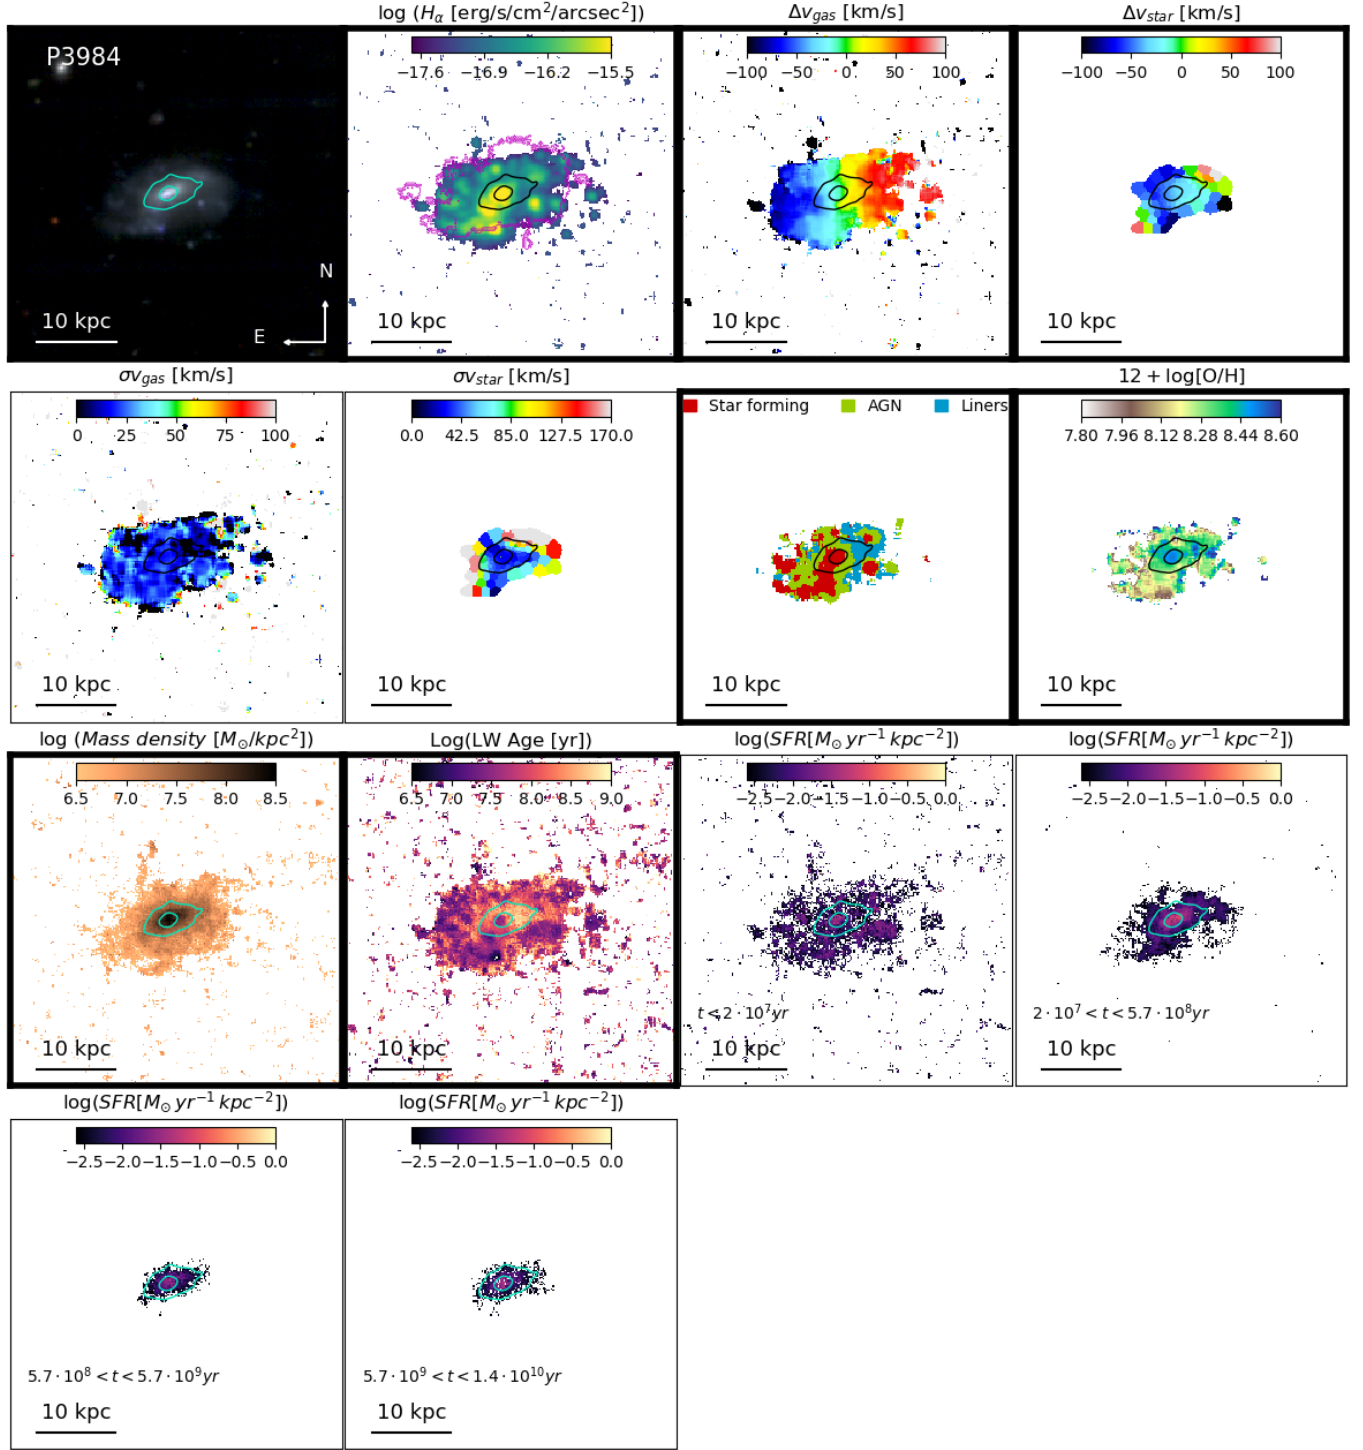 log (Hα [erg/s/cm²/arcsec²])
Δv_gas [km/s]
Δv_star [km/s]
P3984
N
E
10 kpc
−17.6 −16.9 −16.2 −15.5
10 kpc
−100 −50 0 50 100
10 kpc
−100 −50 0 50 100
10 kpc
σv_gas [km/s]
σv_star [km/s]
12 + log[O/H]
0 25 50 75 100
10 kpc
0.0 42.5 85.0 127.5 170.0
10 kpc
Star forming AGN Liners
10 kpc
7.80 7.96 8.12 8.28 8.44 8.60
10 kpc
log (Mass density [M⊙/kpc²])
Log(LW Age [yr])
log(SFR[M⊙ yr⁻¹ kpc⁻²])
log(SFR[M⊙ yr⁻¹ kpc⁻²])
6.5 7.0 7.5 8.0 8.5
10 kpc
6.5 7.0 7.5 8.0 8.5 9.0
10 kpc
−2.5 −2.0 −1.5 −1.0 −0.5 0.0
t < 2 · 10⁷yr
10 kpc
−2.5 −2.0 −1.5 −1.0 −0.5 0.0
2 · 10⁷ < t < 5.7 · 10⁸yr
10 kpc
log(SFR[M⊙ yr⁻¹ kpc⁻²])
log(SFR[M⊙ yr⁻¹ kpc⁻²])
−2.5 −2.0 −1.5 −1.0 −0.5 0.0
5.7 · 10⁸ < t < 5.7 · 10⁹yr
10 kpc
−2.5 −2.0 −1.5 −1.0 −0.5 0.0
5.7 · 10⁹ < t < 1.4 · 10¹⁰yr
10 kpc